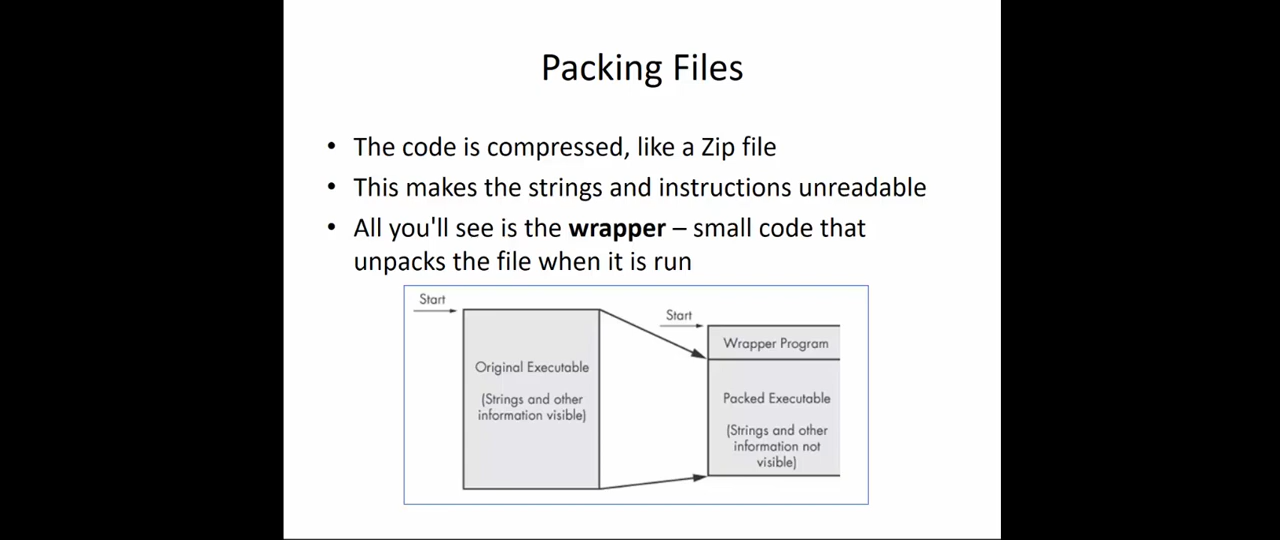 Packing Files
• The code is compressed, like a Zip file
• This makes the strings and instructions unreadable
• All you'll see is the wrapper – small code that
unpacks the file when it is run
Start
Original Executable
(Strings and other
information visible)
Start
Wrapper Program
Packed Executable
(Strings and other
information not
visible)